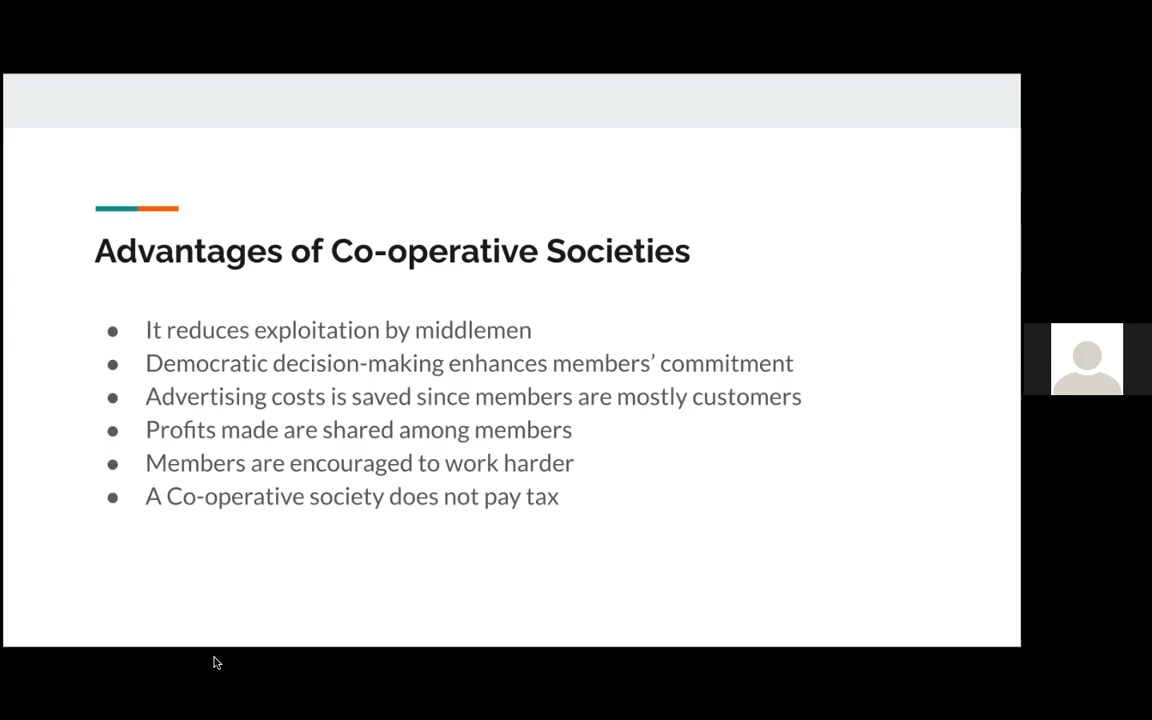 Advantages of Co-operative Societies
● It reduces exploitation by middlemen
● Democratic decision-making enhances members’ commitment
● Advertising costs is saved since members are mostly customers
● Profits made are shared among members
● Members are encouraged to work harder
● A Co-operative society does not pay tax